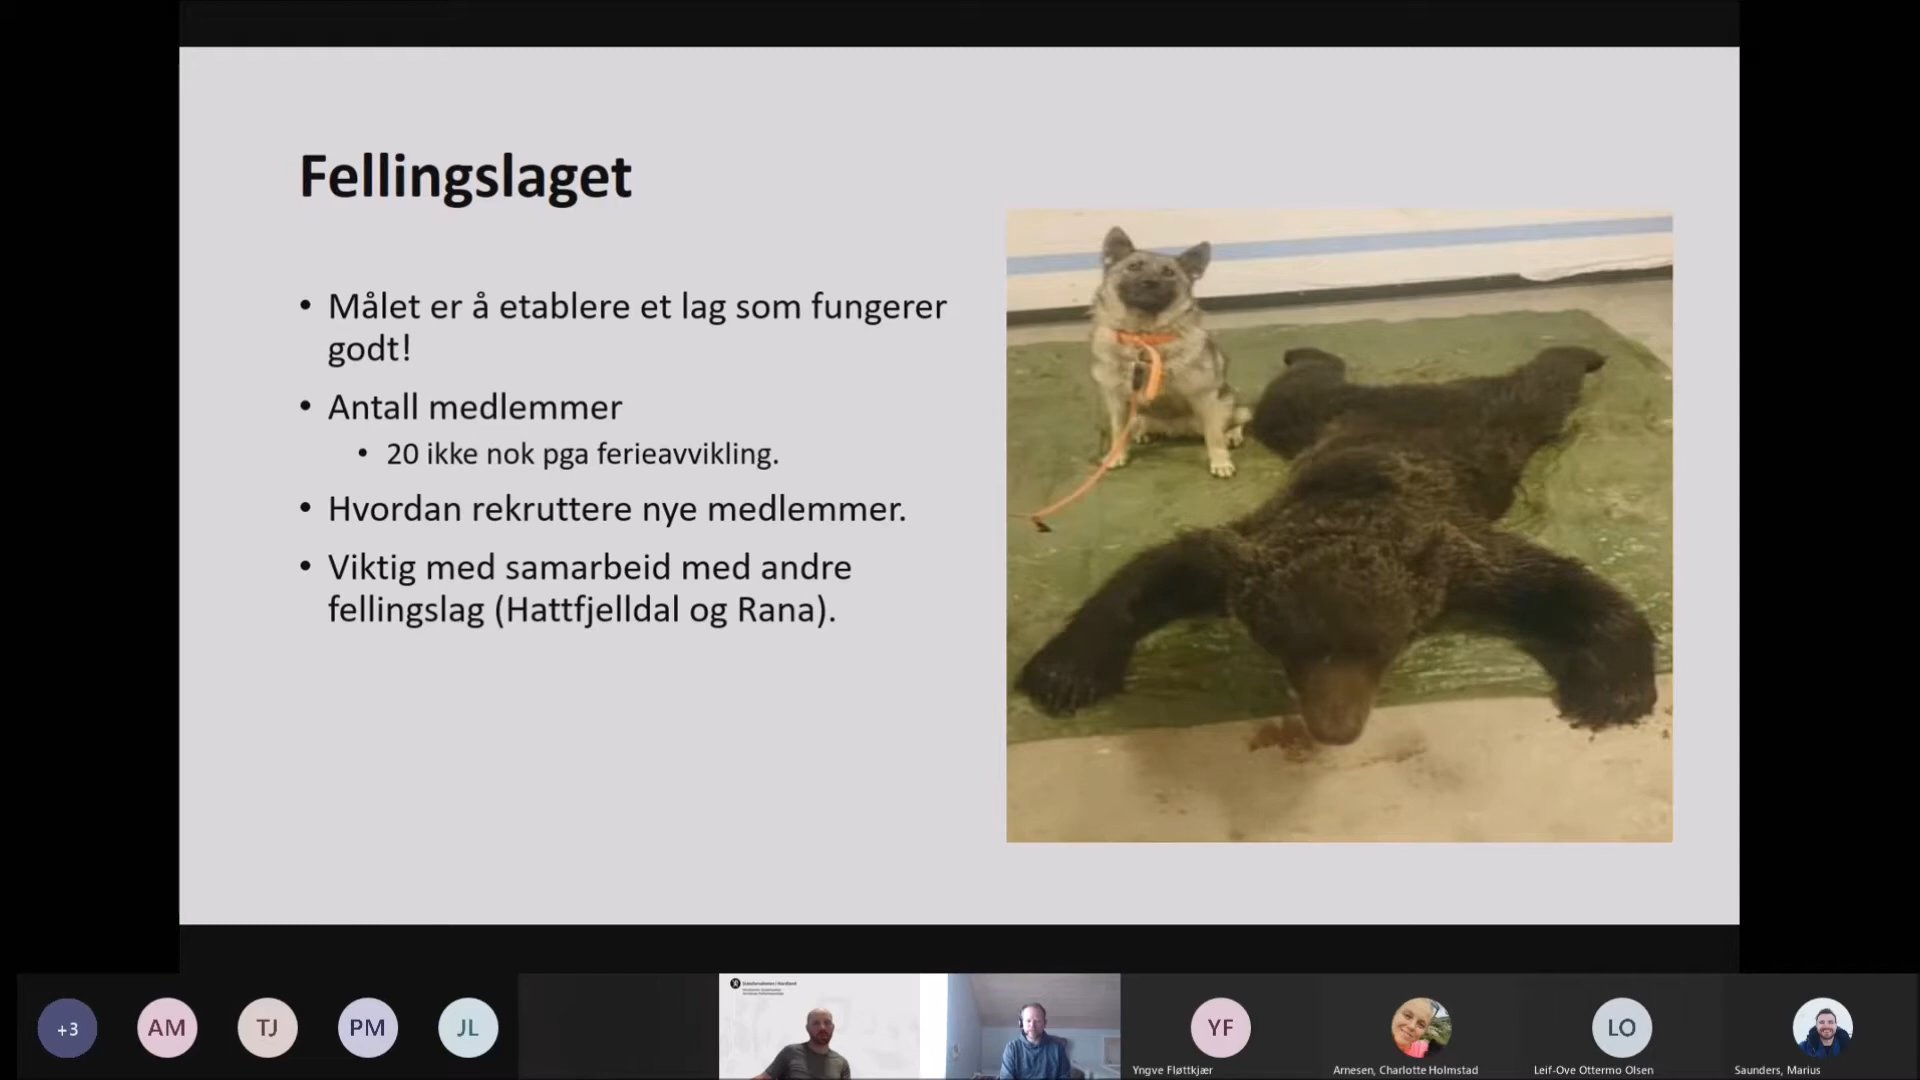 Fellingslaget
• Målet er å etablere et lag som fungerer
godt!
• Antall medlemmer
• 20 ikke nok pga ferieavvikling.
• Hvordan rekruttere nye medlemmer.
• Viktig med samarbeid med andre
fellingslag (Hattfjelldal og Rana).
+3
AM
TJ
PM
JL
YF
LO
Yngve Fløttkjær
Arnesen, Charlotte Holmstad
Leif-Ove Ottermo Olsen
Saunders, Marius